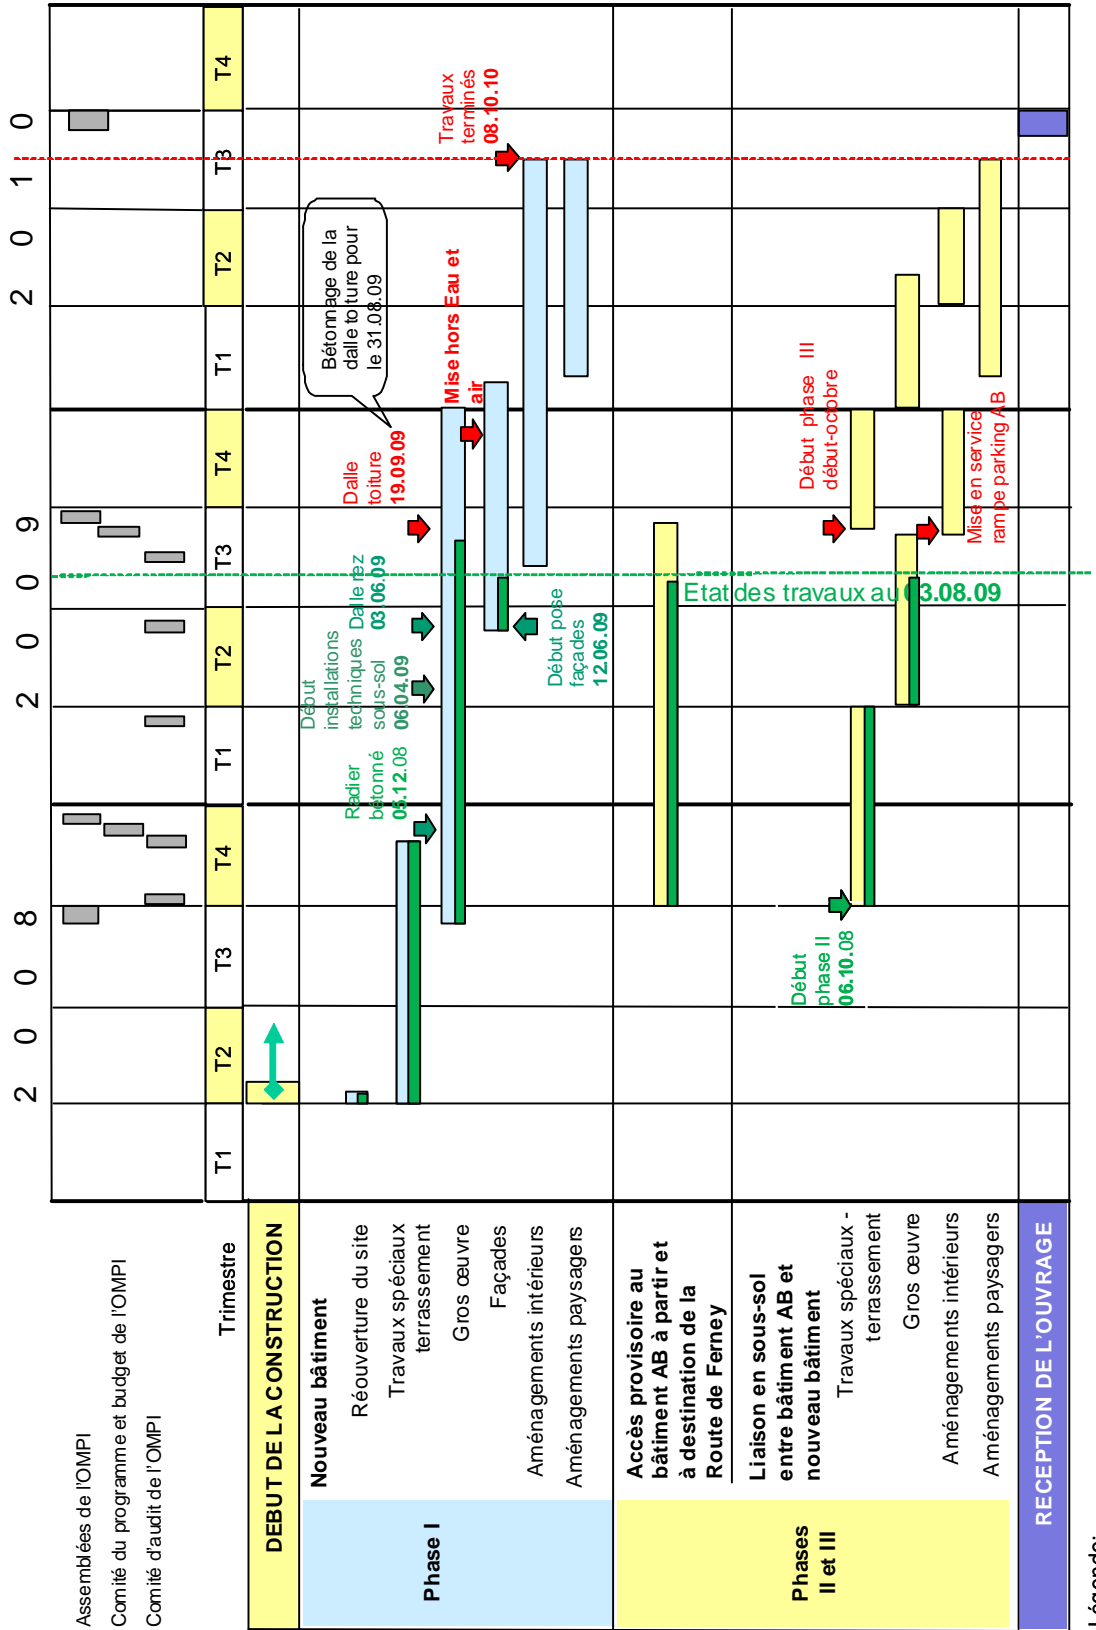 Assemblées de l'OMPI
Comité du programme et budget de l'OMPI
Comité d'audit de l'OMPI
2 0 0 8
2 0 0 9
2 0 1 0
Trimestre
T1
T2
T3
T4
T1
T2
T3
T4
T1
T2
T3
T4
DEBUT DE LA CONSTRUCTION
Phase I
Nouveau bâtiment
Réouverture du site
Travaux spéciaux
terrassement
Gros œuvre
Façades
Aménagements intérieurs
Aménagements paysagers
Radier
bétonné
05.12.08
Début
installations
techniques
sous-sol
06.04.09
Dalle rez
03.06.09
Dalle
toiture
19.09.09
Bétonnage de la
dalle toiture pour
le 31.08.09
Mise hors Eau et
air
Début pose
façades
12.06.09
Travaux
terminés
08.10.10
Phases
II et III
Accès provisoire au
bâtiment AB à partir et
à destination de la
Route de Ferney
Etat des travaux au 03.08.09
Liaison en sous-sol
entre bâtiment AB et
nouveau bâtiment
Travaux spéciaux -
terrassement
Gros œuvre
Aménagements intérieurs
Aménagements paysagers
Début
phase II
06.10.08
Début phase III
début-octobre
Mise en service
rampe parking AB
RECEPTION DE L'OUVRAGE
Légende: